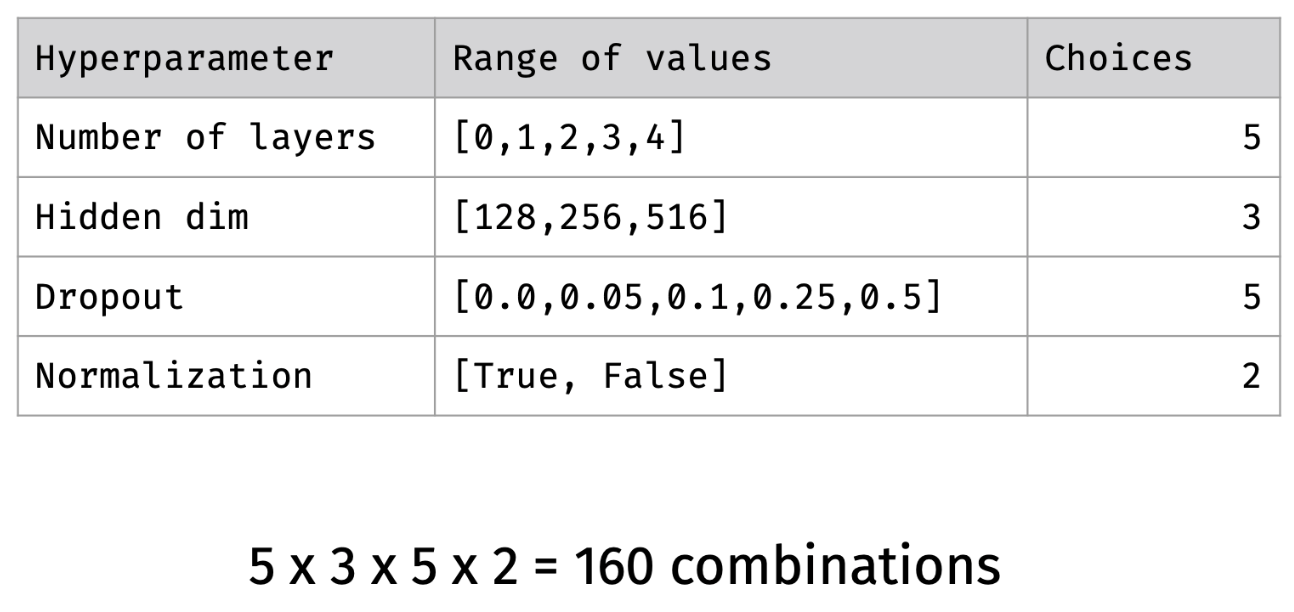 Hyperparameter Range of values Choices
Number of layers [0,1,2,3,4] 5
Hidden dim [128,256,516] 3
Dropout [0.0,0.05,0.1,0.25,0.5] 5
Normalization [True, False] 2
5 x 3 x 5 x 2 = 160 combinations